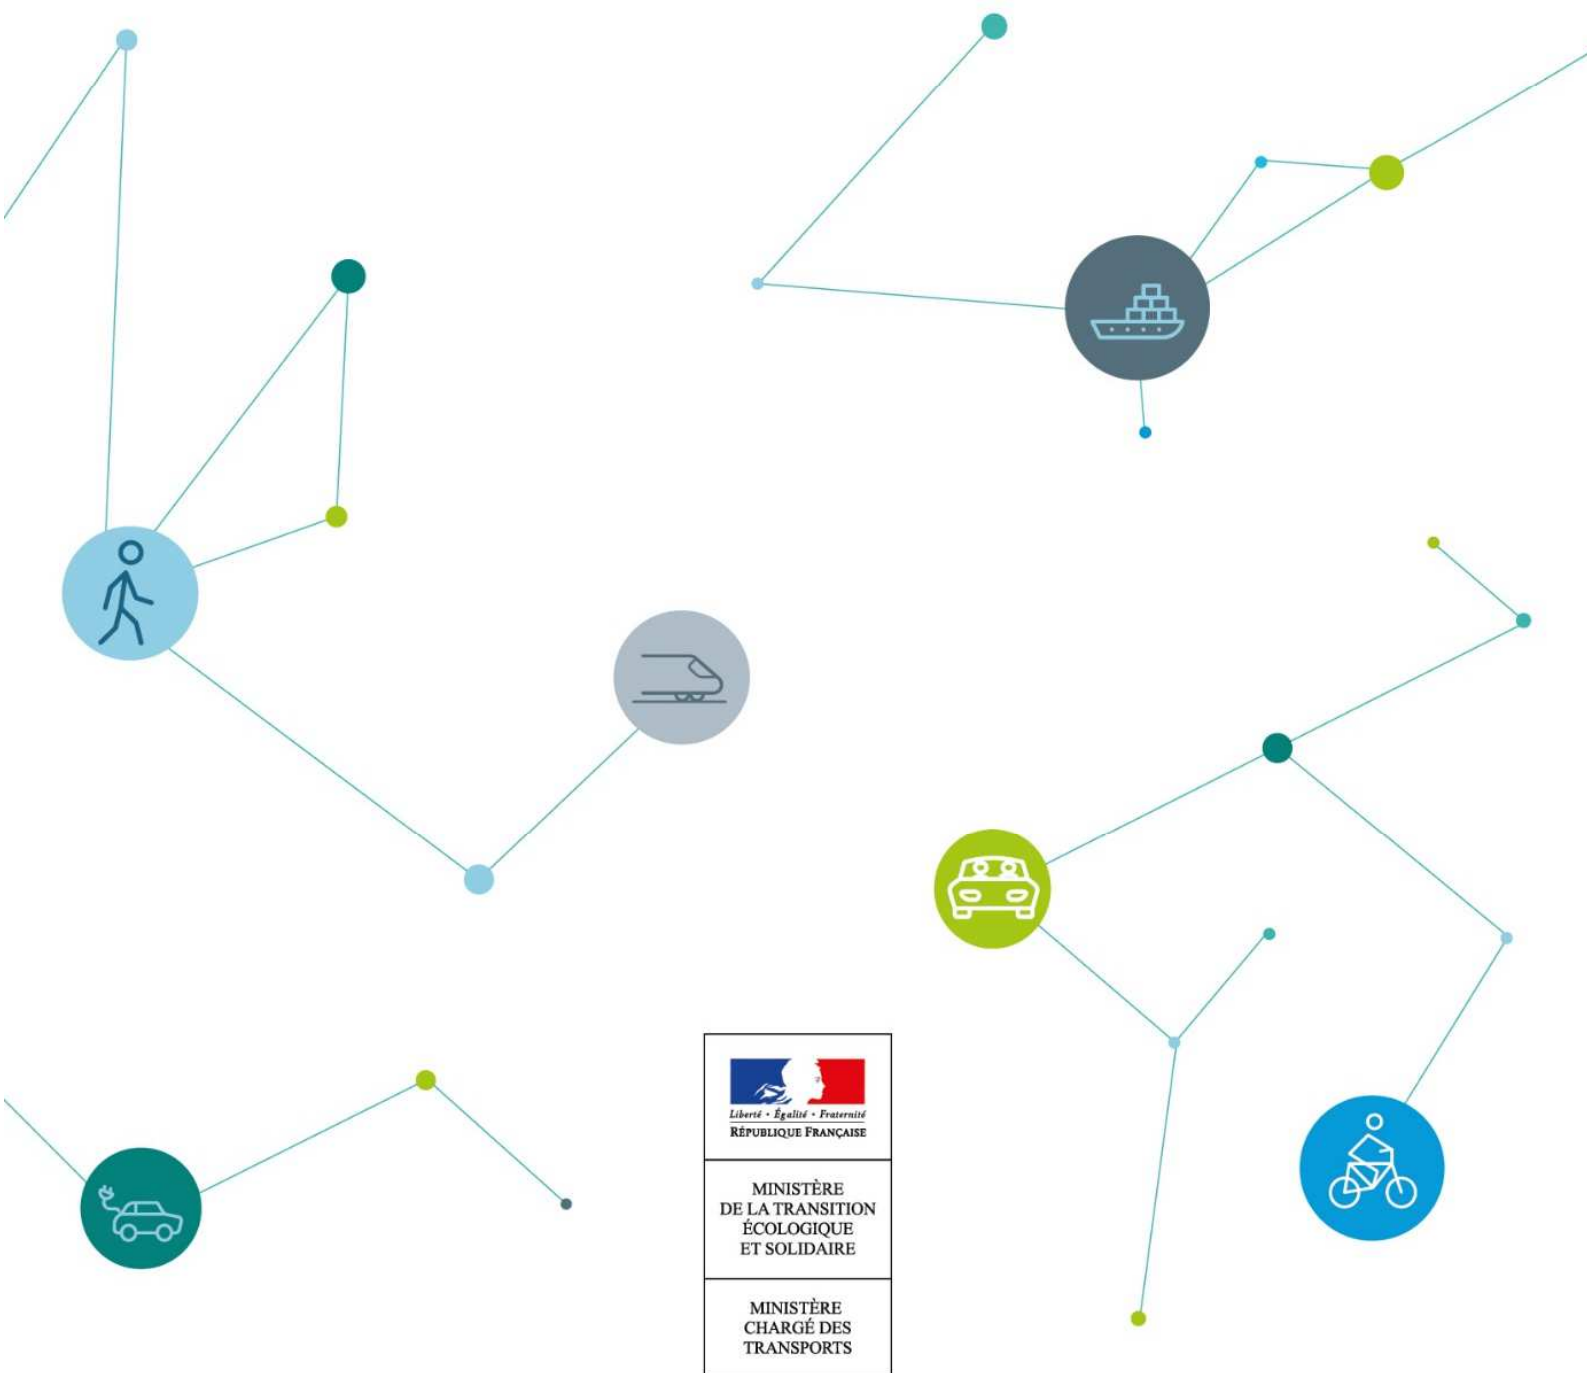 Liberté • Égalité • Fraternité
RÉPUBLIQUE FRANÇAISE
MINISTÈRE
DE LA TRANSITION
ÉCOLOGIQUE
ET SOLIDAIRE
MINISTÈRE
CHARGÉ DES
TRANSPORTS